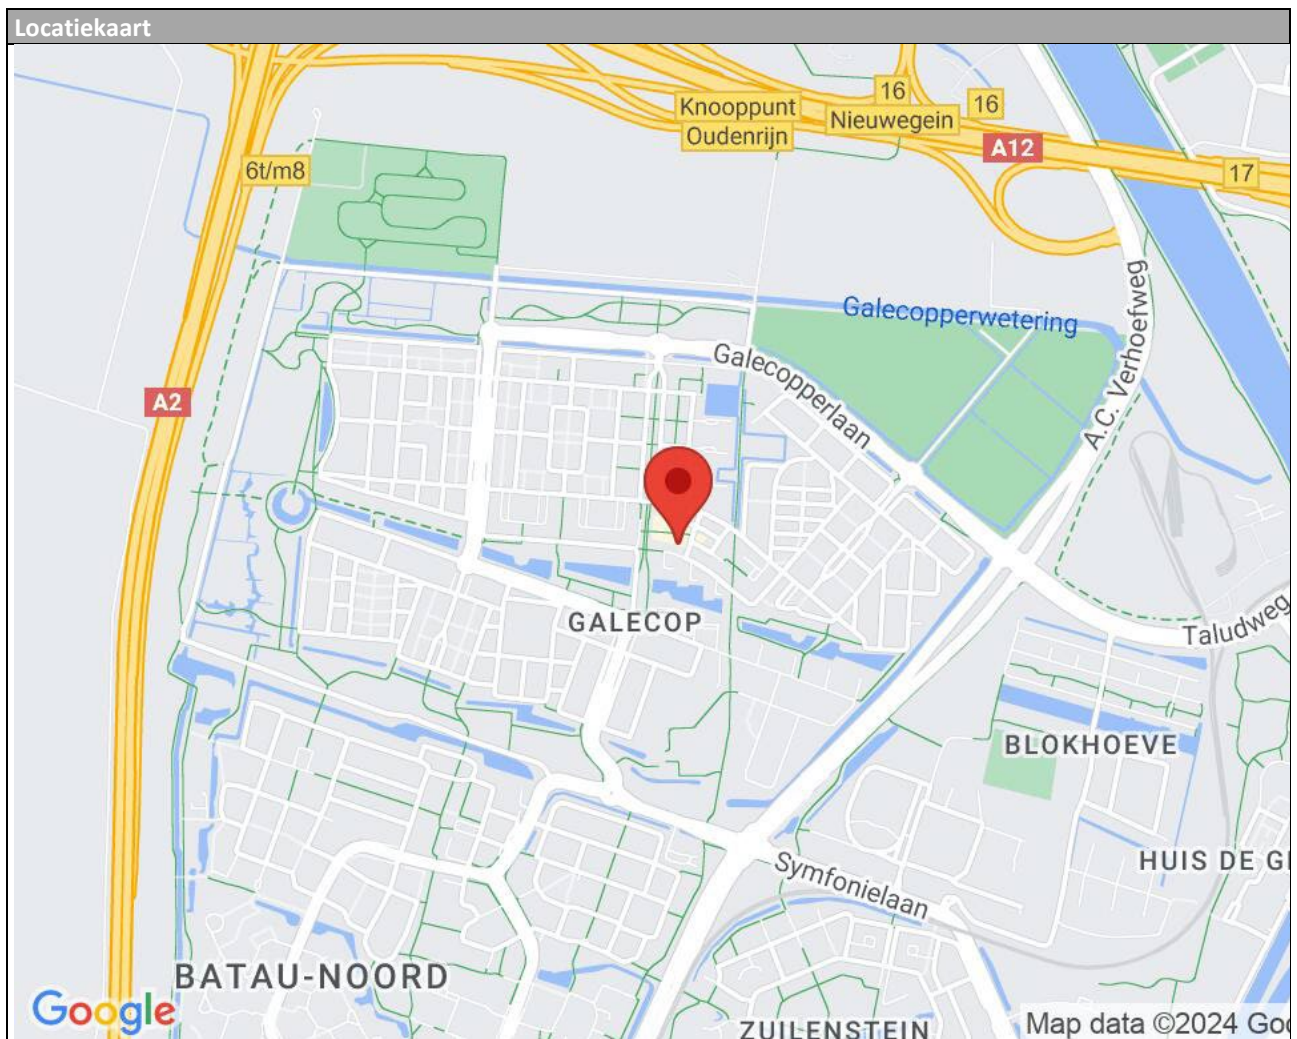 Locatiekaart
16
Knooppunt
16
Nieuwegein
Oudenrijn
A12
6t/m8
17
Galecopperwetering
A.C. Verhoefweg
Galecopperlaan
A2
GALECOP
Taludweg
BLOKHOEVE
HUIS DE GE
Symfonielaan
BATAU-NOORD
Google
ZUILENSTEIN
Map data ©2024 Goo